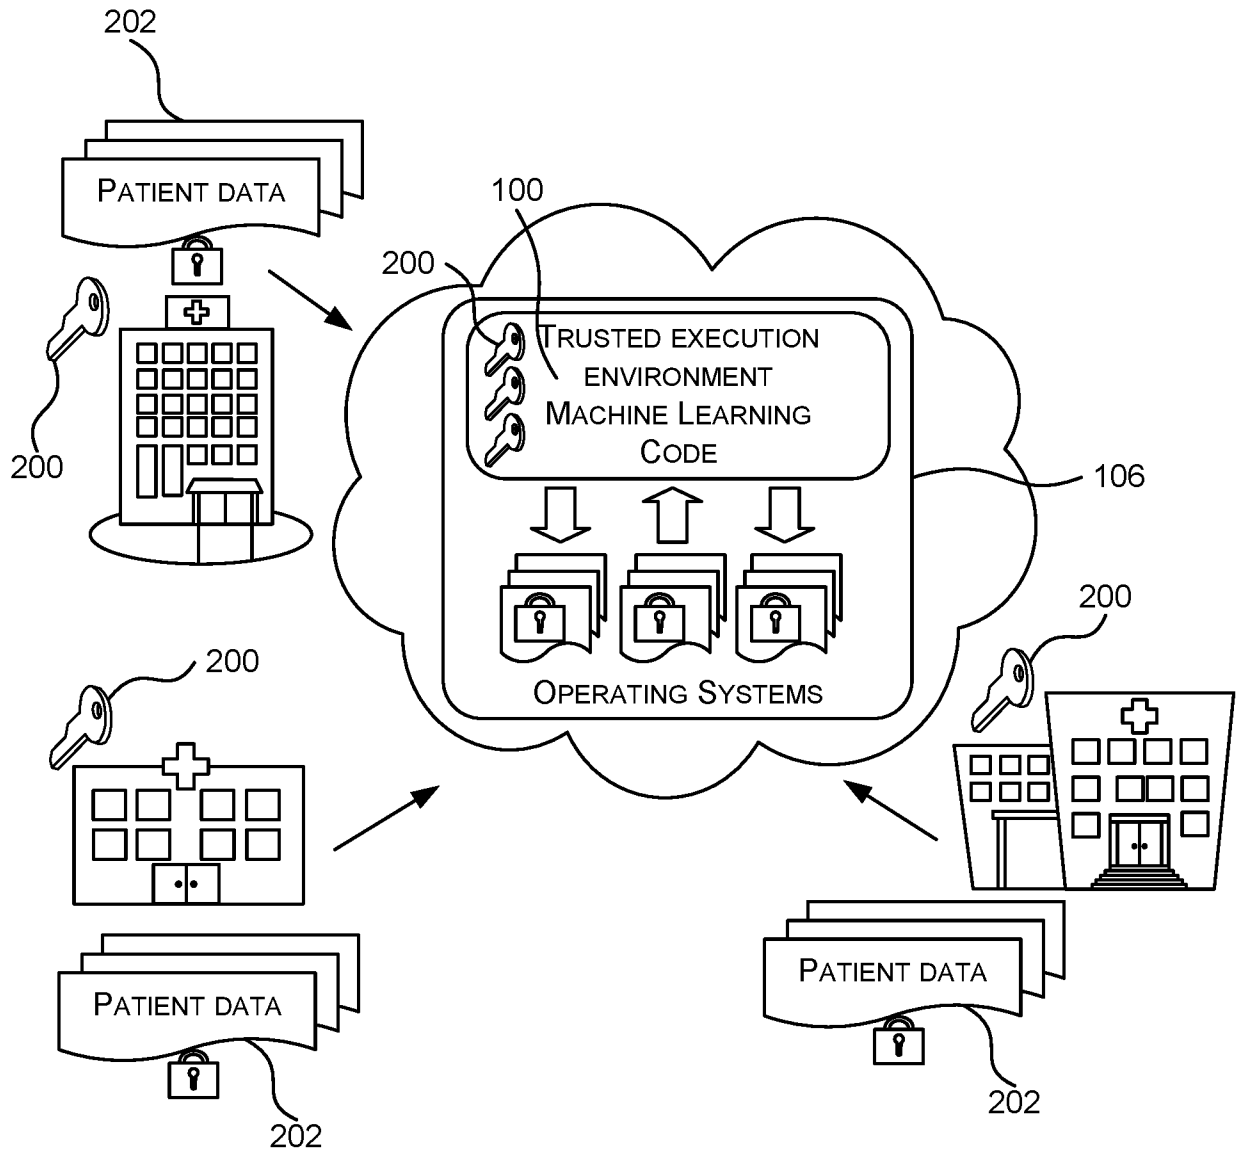 202
PATIENT DATA
100
200
TRUSTED EXECUTION
ENVIRONMENT
MACHINE LEARNING
CODE
200
106
OPERATING SYSTEMS
200
200
PATIENT DATA
PATIENT DATA
202
202